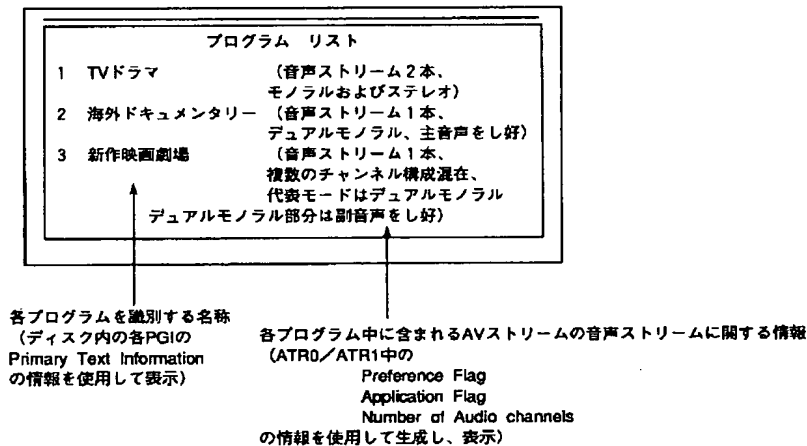 プログラム リスト
1 TVドラマ (音声ストリーム2本、
モノラルおよびステレオ)
2 海外ドキュメンタリー (音声ストリーム1本、
デュアルモノラル、主音声をし好)
3 新作映画劇場 (音声ストリーム1本、
複数のチャンネル構成混在、
代表モードはデュアルモノラル
デュアルモノラル部分は副音声をし好)
各プログラムを識別する名称
(ディスク内の各PGIの
Primary Text Information
の情報を使用して表示)
各プログラム中に含まれるAVストリームの音声ストリームに関する情報
(ATR0/ATR1中の
Preference Flag
Application Flag
Number of Audio channels
の情報を使用して生成し、表示)